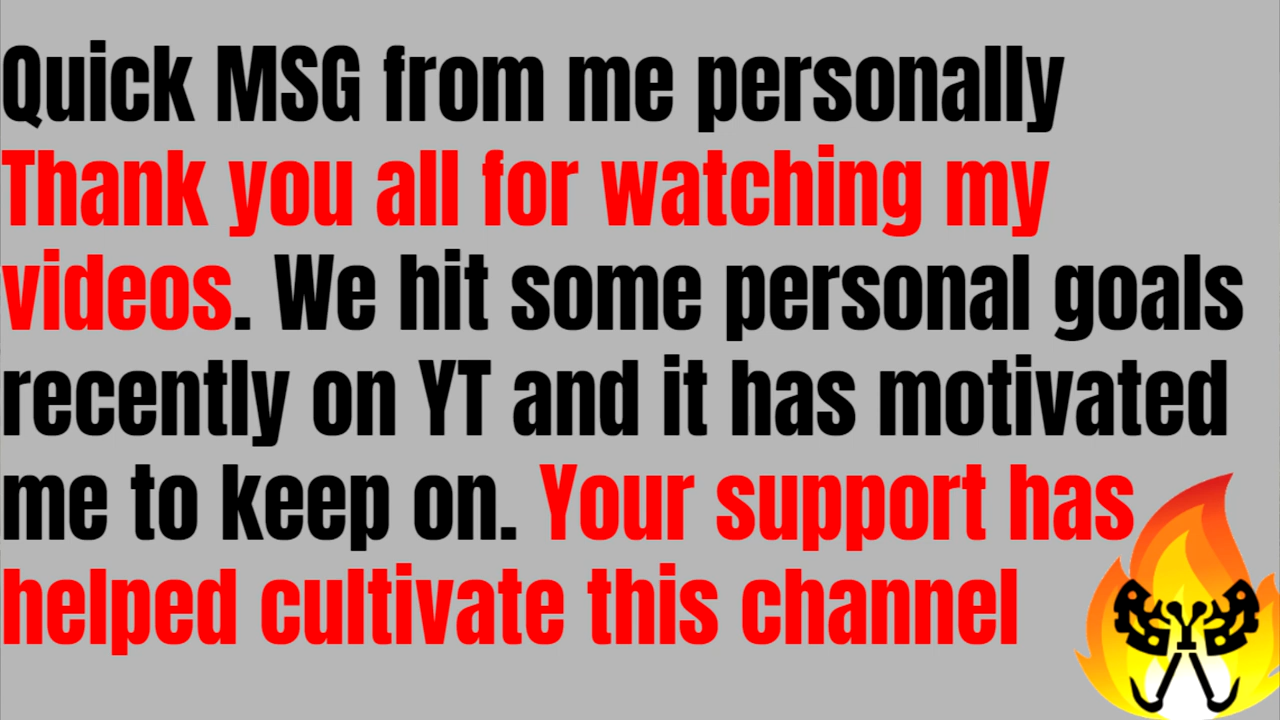 Quick MSG from me personally
Thank you all for watching my
videos. We hit some personal goals
recently on YT and it has motivated
me to keep on. Your support has
helped cultivate this channel